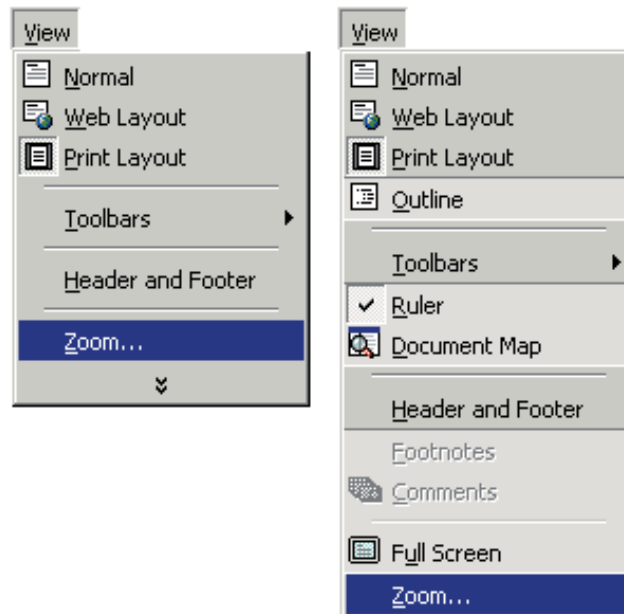 View
Normal
Web Layout
Print Layout
Toolbars
Header and Footer
Zoom...
View
Normal
Web Layout
Print Layout
Outline
Toolbars
Ruler
Document Map
Header and Footer
Footnotes
Comments
Full Screen
Zoom...